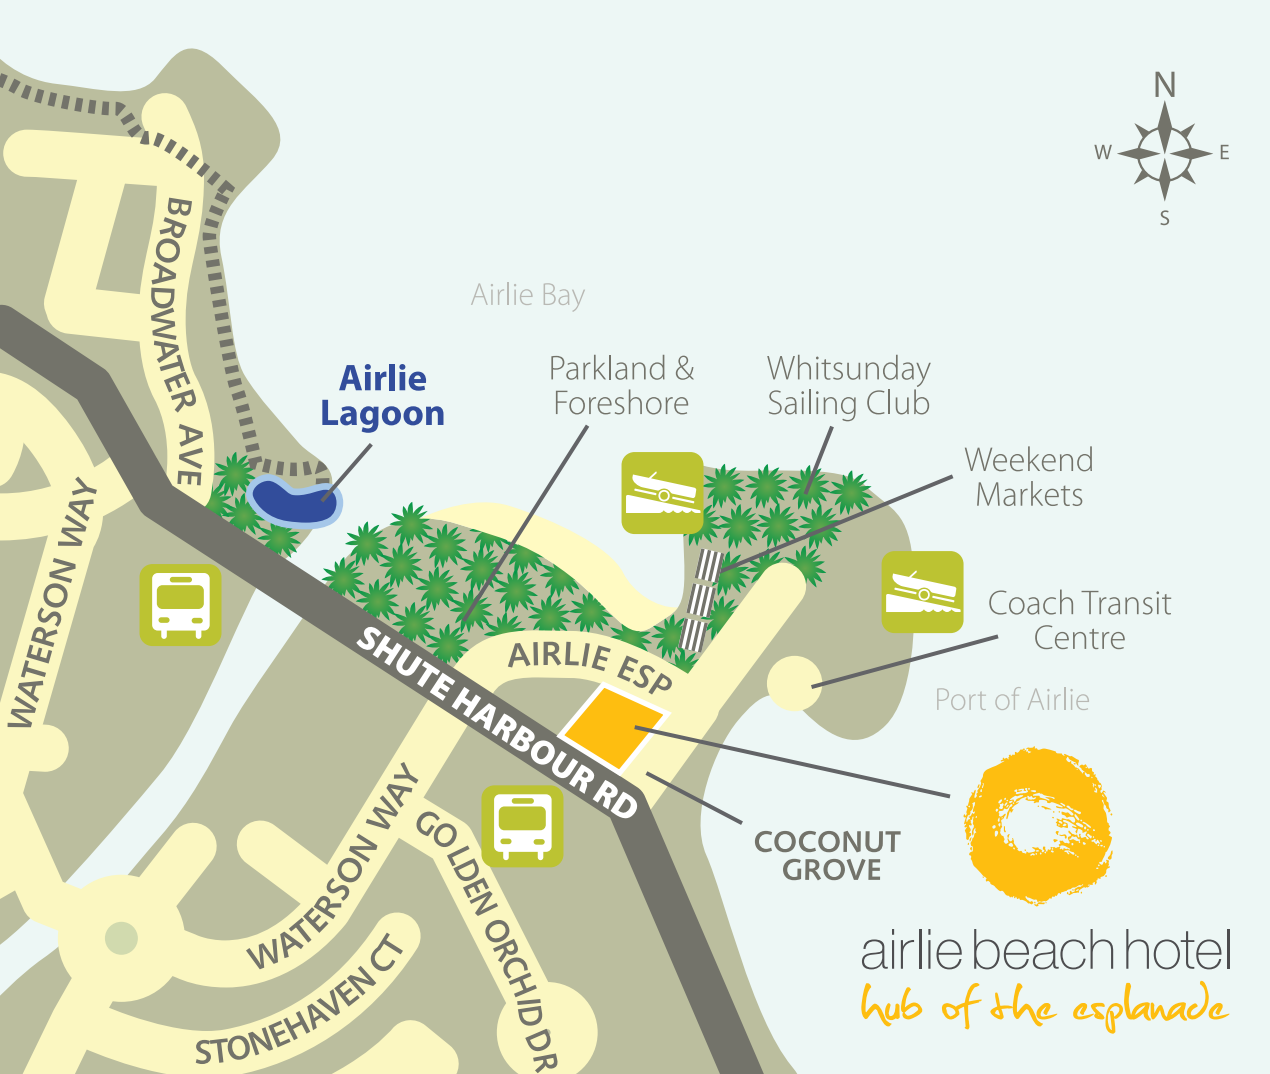 N
W
E
S
BROADWATER AVE
Airlie Bay
Airlie
Lagoon
Parkland &
Foreshore
Whitsunday
Sailing Club
Weekend
Markets
WATERSON WAY
Coach Transit
Centre
SHUTE HARBOUR RD
AIRLIE ESP
Port of Airlie
WATERSON WAY
GOLDEN ORCHID DR
COCONUT
GROVE
STONEHAVEN CT
airlie beach hotel
hub of the esplanade